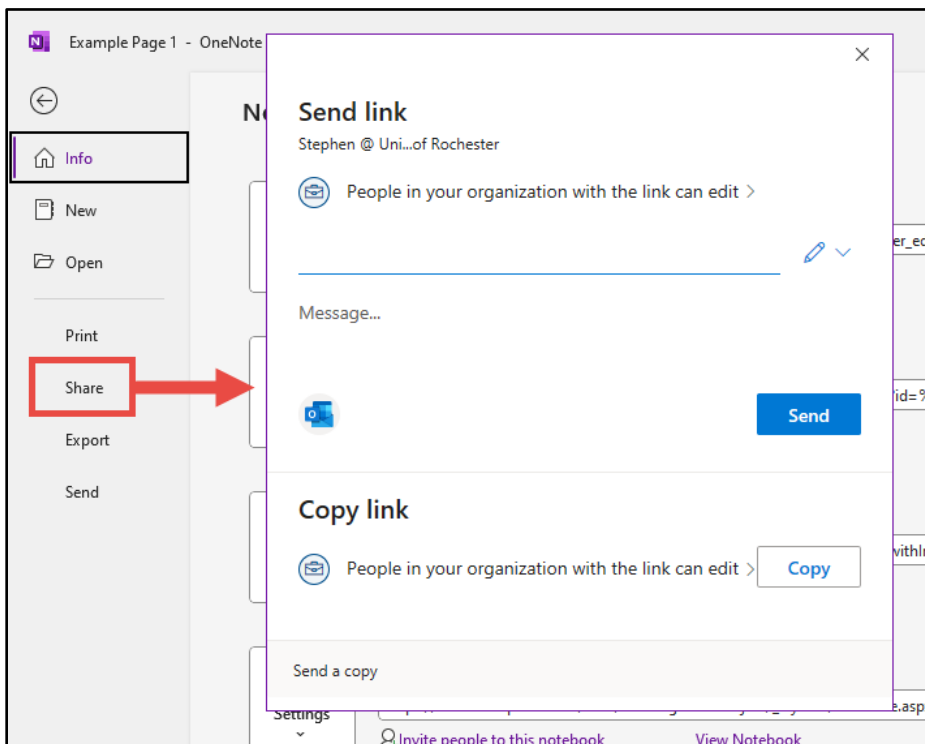 Example Page 1 - OneNote
Info
New
Open
Print
Share
Export
Send
Send link
Stephen @ Uni...of Rochester
People in your organization with the link can edit >
Message...
Send
Copy link
People in your organization with the link can edit >
Copy
Send a copy
Settings
Invite people to this notebook
View Notebook